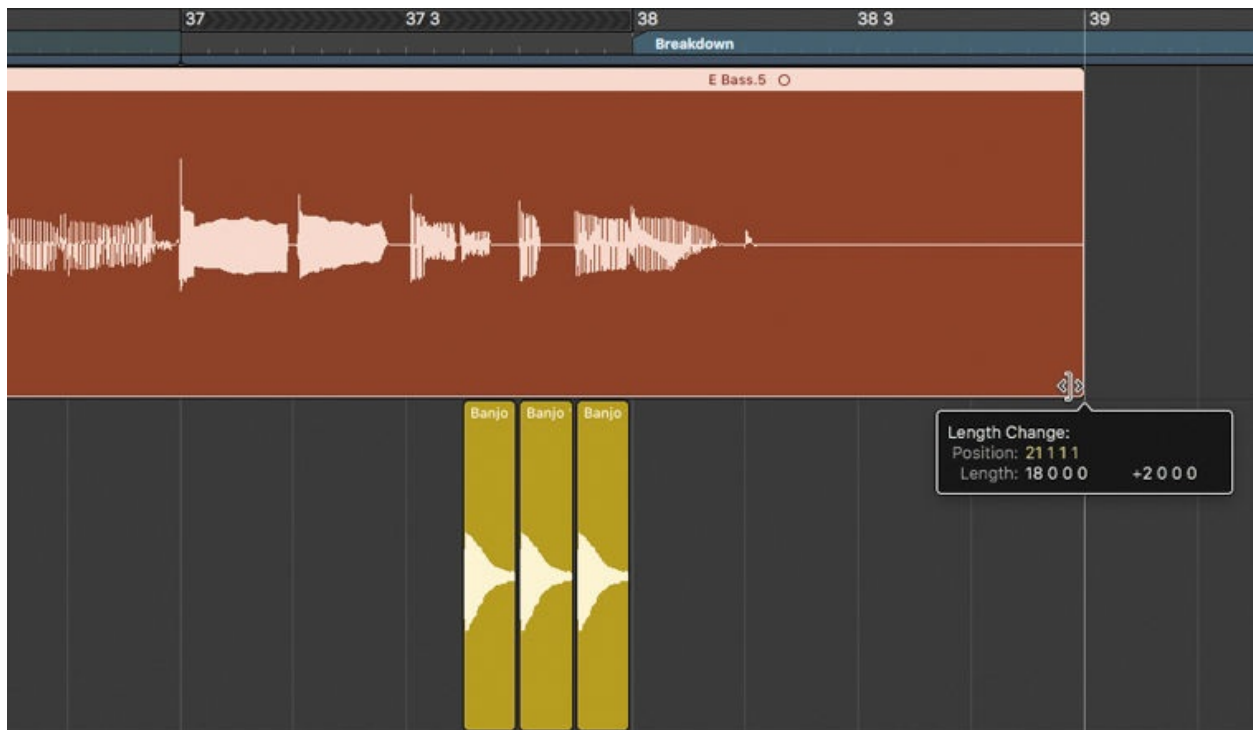 37 37 3 38 38 3 39
Breakdown
E Bass.5
Banjo Banjo Banjo
Length Change:
Position: 21 1 1 1
Length: 18 0 0 0 +2 0 0 0